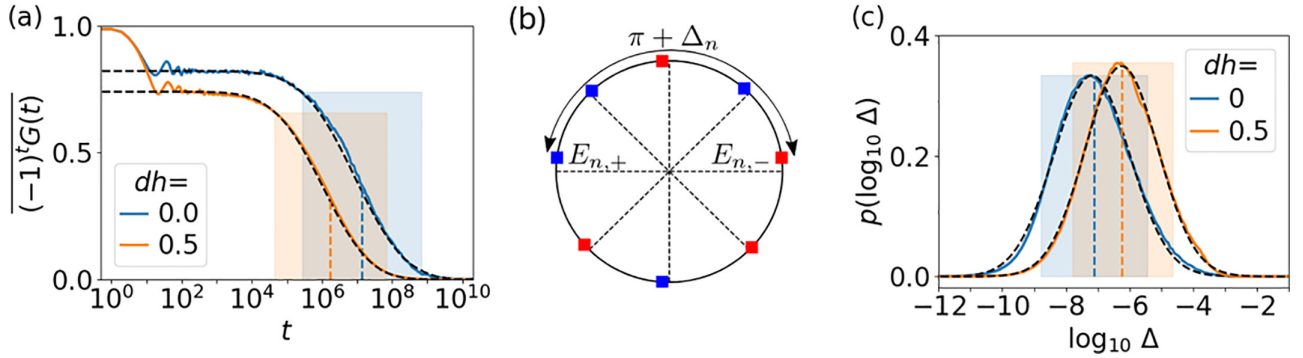 (a)
1.0
0.5
0.0
(-1)^t G(t)
dh=
0.0
0.5
10^0 10^2 10^4 10^6 10^8 10^10
t
(b)
π + Δ_n
E_{n,+} E_{n,-}
(c)
0.4
0.2
0.0
p(log_10 Δ)
dh=
0
0.5
−12 −10 −8 −6 −4 −2
log_10 Δ